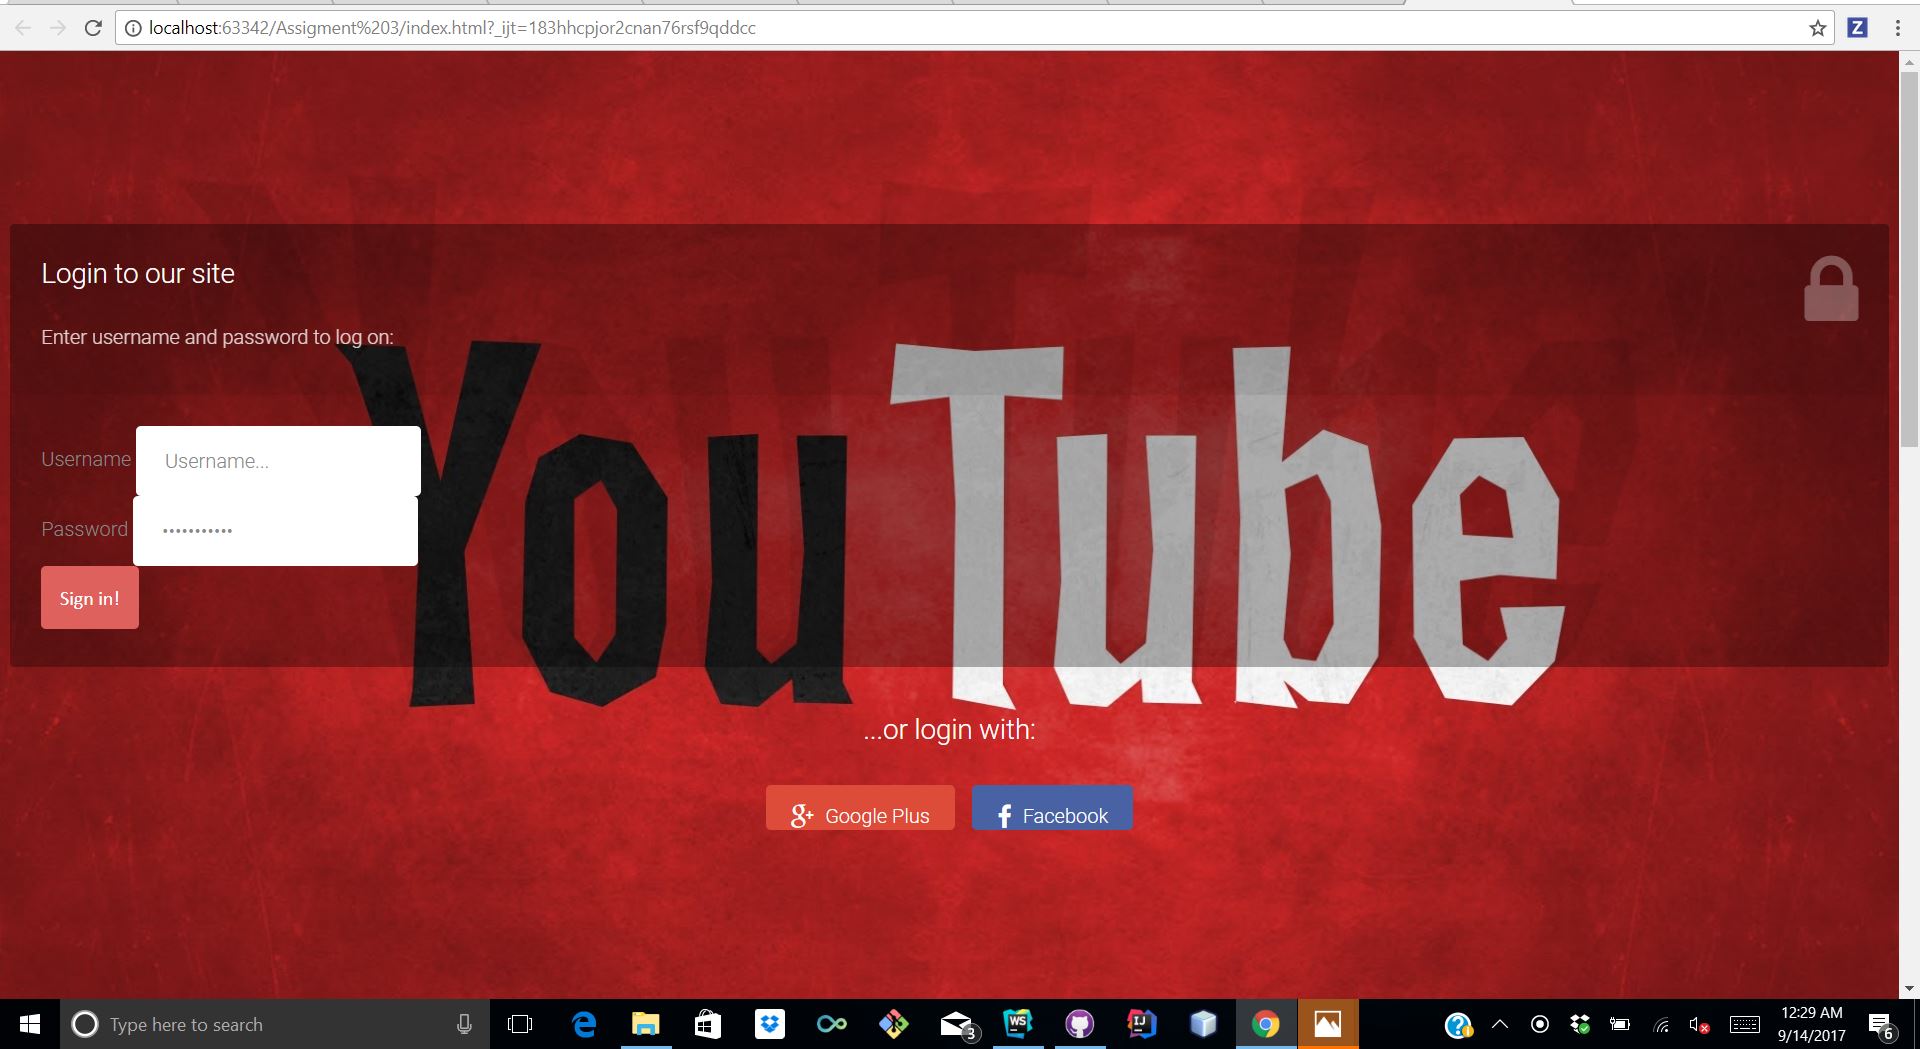 localhost:63342/Assigment%203/index.html?_ijt=183hhcpjor2cnan76rsf9qddcc
Z
Login to our site
Enter username and password to log on:
YouTube
Username Username...
Password ···········
Sign in!
...or login with:
g+ Google Plus
f Facebook
Type here to search
3
WS
IJ
12:29 AM
9/14/2017
6